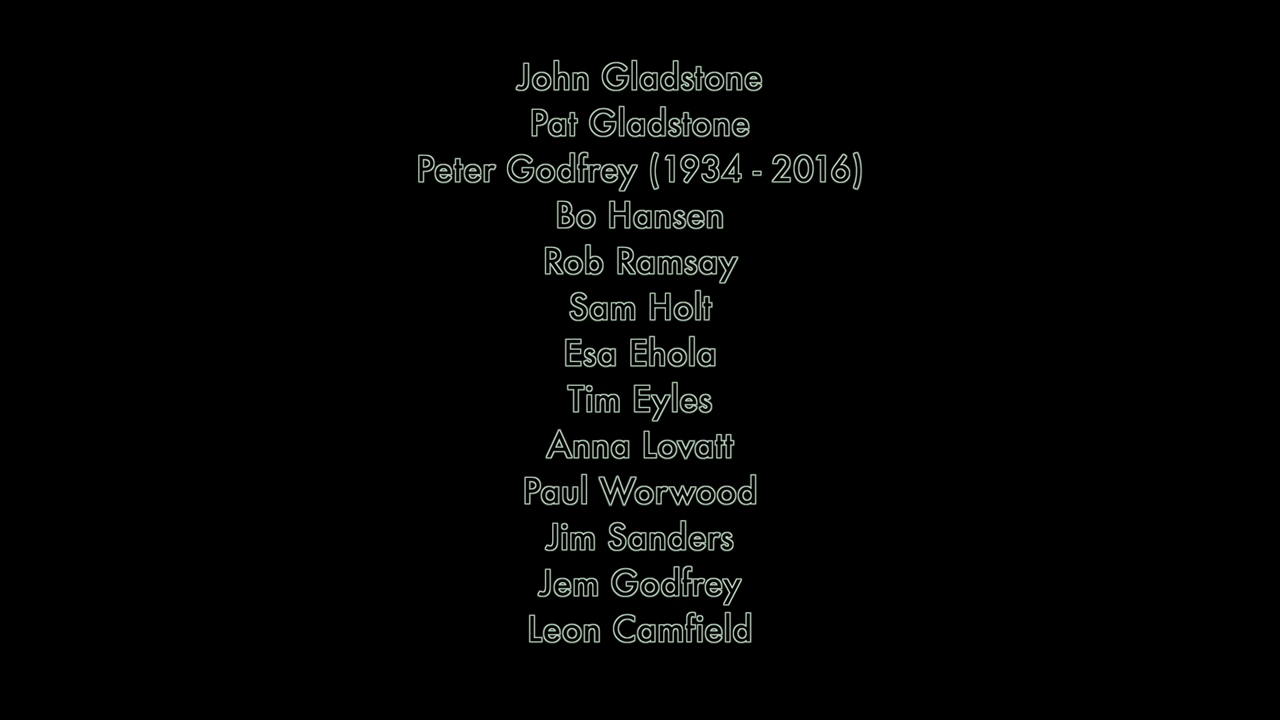 John Gladstone
Pat Gladstone
Peter Godfrey (1934 - 2016)
Bo Hansen
Rob Ramsay
Sam Holt
Esa Ehola
Tim Eyles
Anna Lovatt
Paul Worwood
Jim Sanders
Jem Godfrey
Leon Camfield